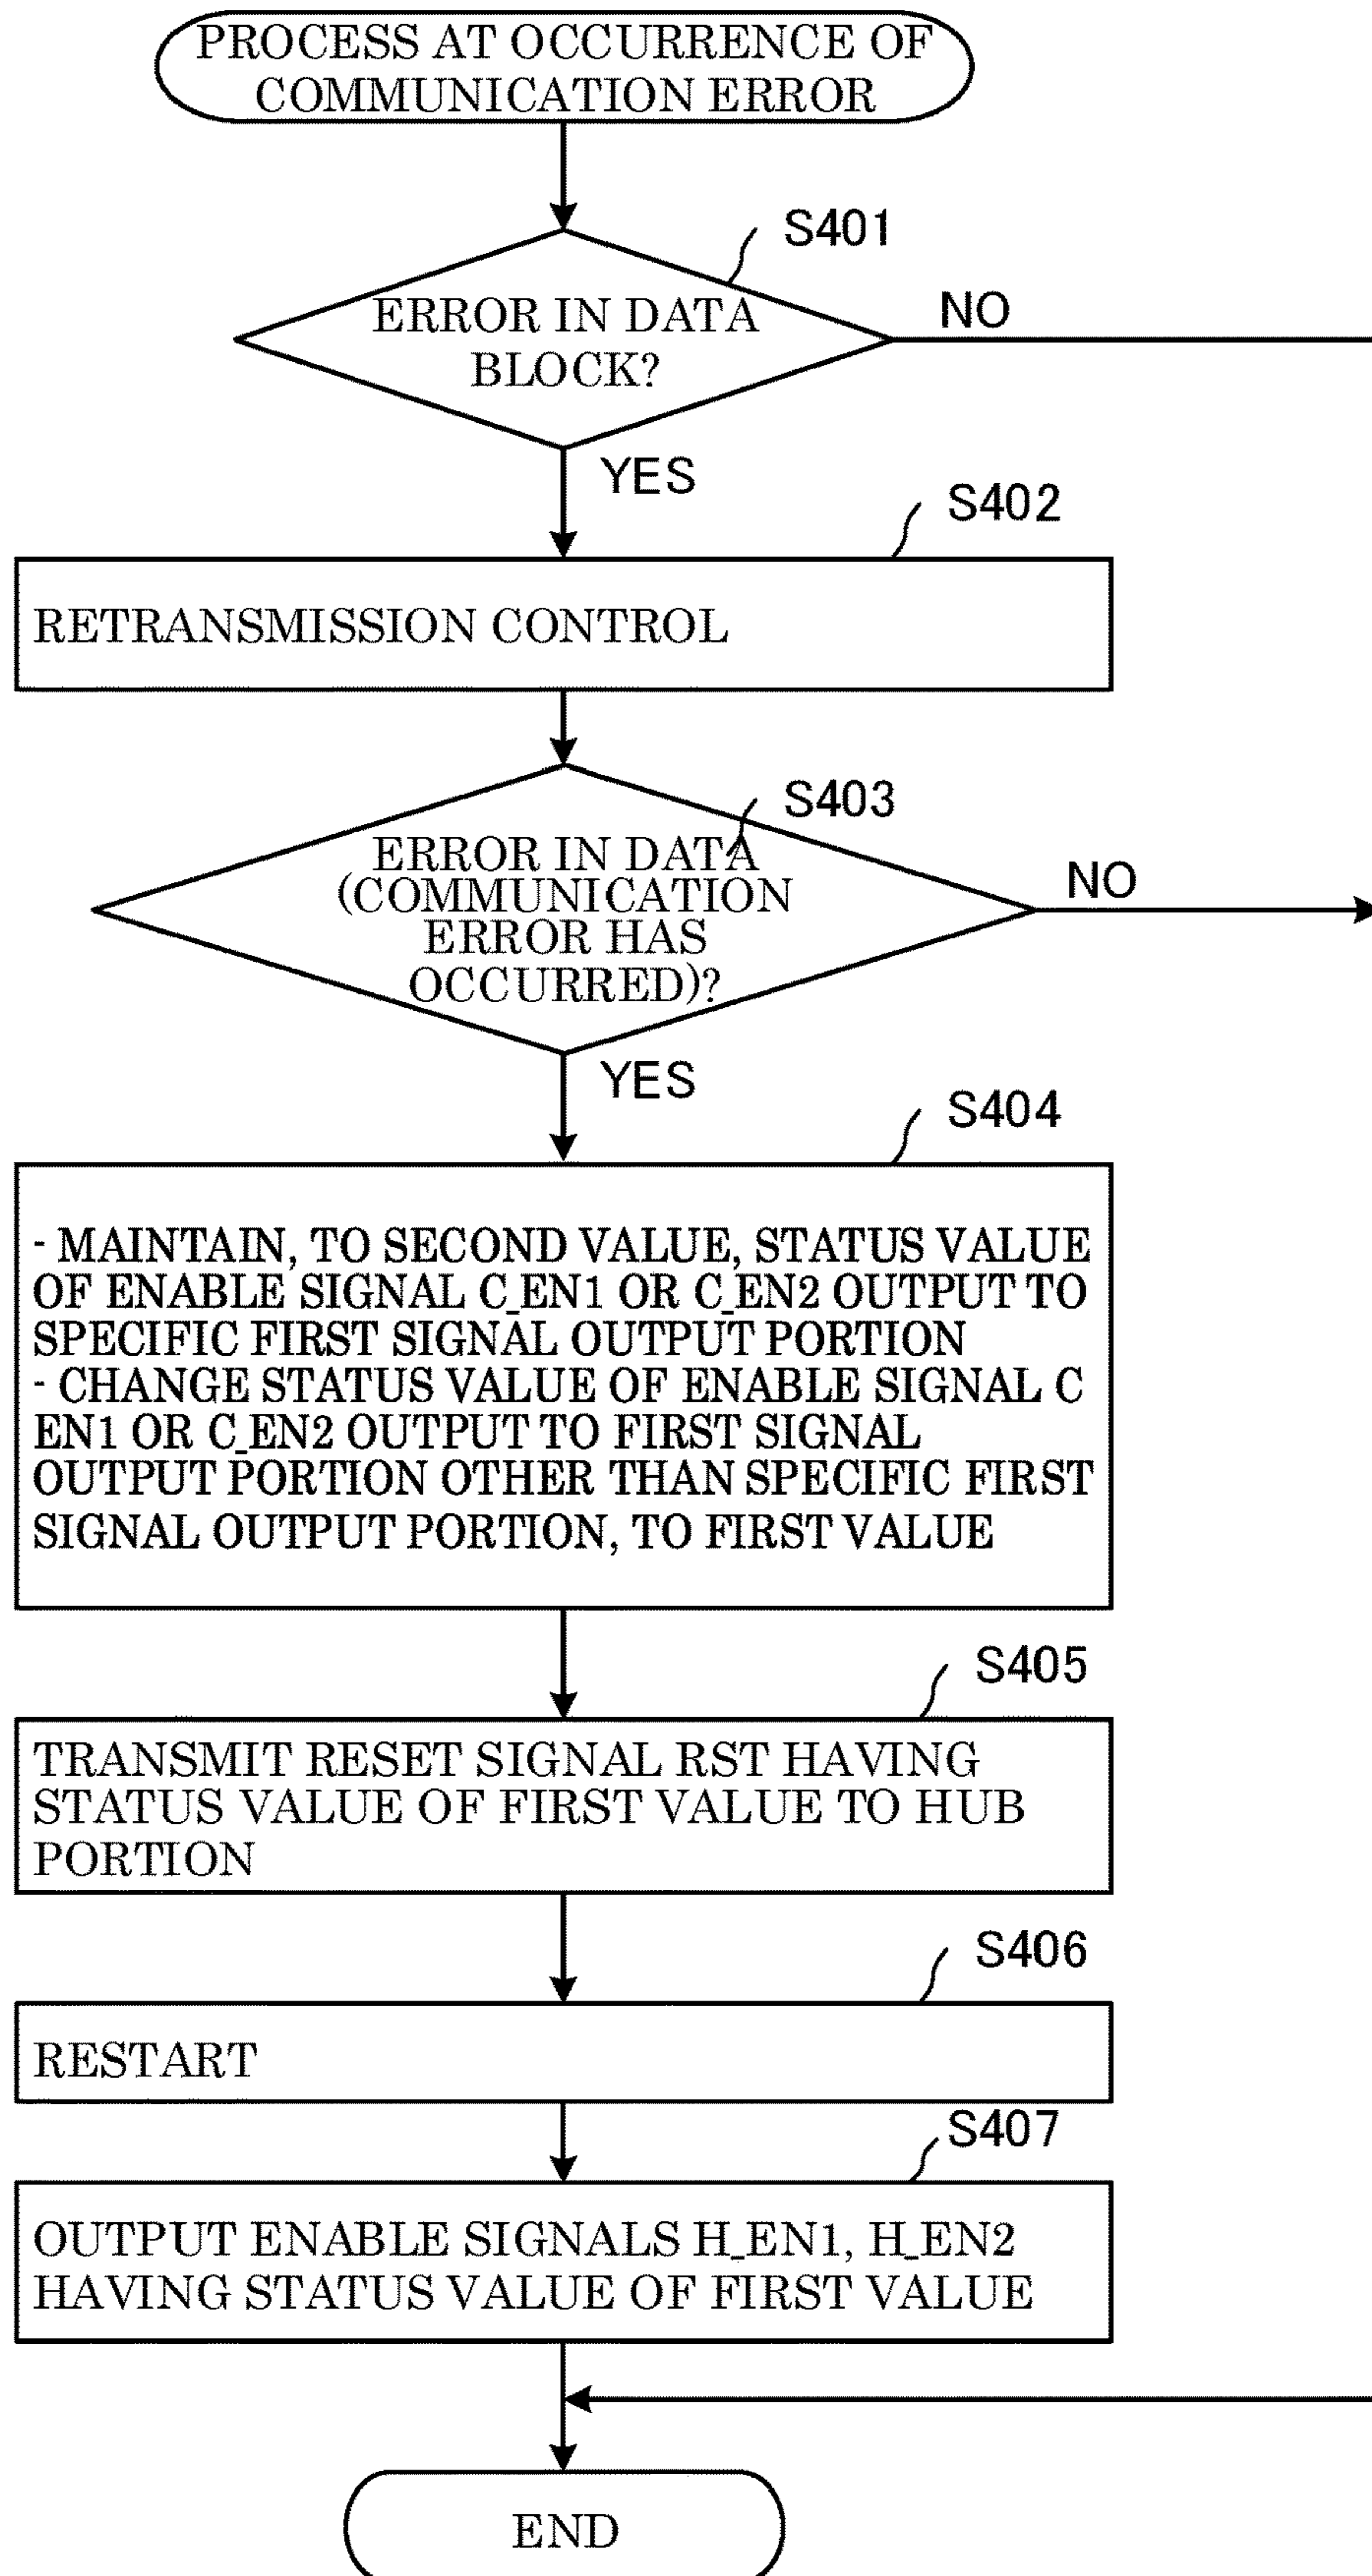 PROCESS AT OCCURRENCE OF
COMMUNICATION ERROR
S401
ERROR IN DATA
BLOCK?
NO
YES
S402
RETRANSMISSION CONTROL
S403
ERROR IN DATA
(COMMUNICATION
ERROR HAS
OCCURRED)?
NO
YES
S404
- MAINTAIN, TO SECOND VALUE, STATUS VALUE
OF ENABLE SIGNAL C_EN1 OR C_EN2 OUTPUT TO
SPECIFIC FIRST SIGNAL OUTPUT PORTION
- CHANGE STATUS VALUE OF ENABLE SIGNAL C
EN1 OR C_EN2 OUTPUT TO FIRST SIGNAL
OUTPUT PORTION OTHER THAN SPECIFIC FIRST
SIGNAL OUTPUT PORTION, TO FIRST VALUE
S405
TRANSMIT RESET SIGNAL RST HAVING
STATUS VALUE OF FIRST VALUE TO HUB
PORTION
S406
RESTART
S407
OUTPUT ENABLE SIGNALS H_EN1, H_EN2
HAVING STATUS VALUE OF FIRST VALUE
END